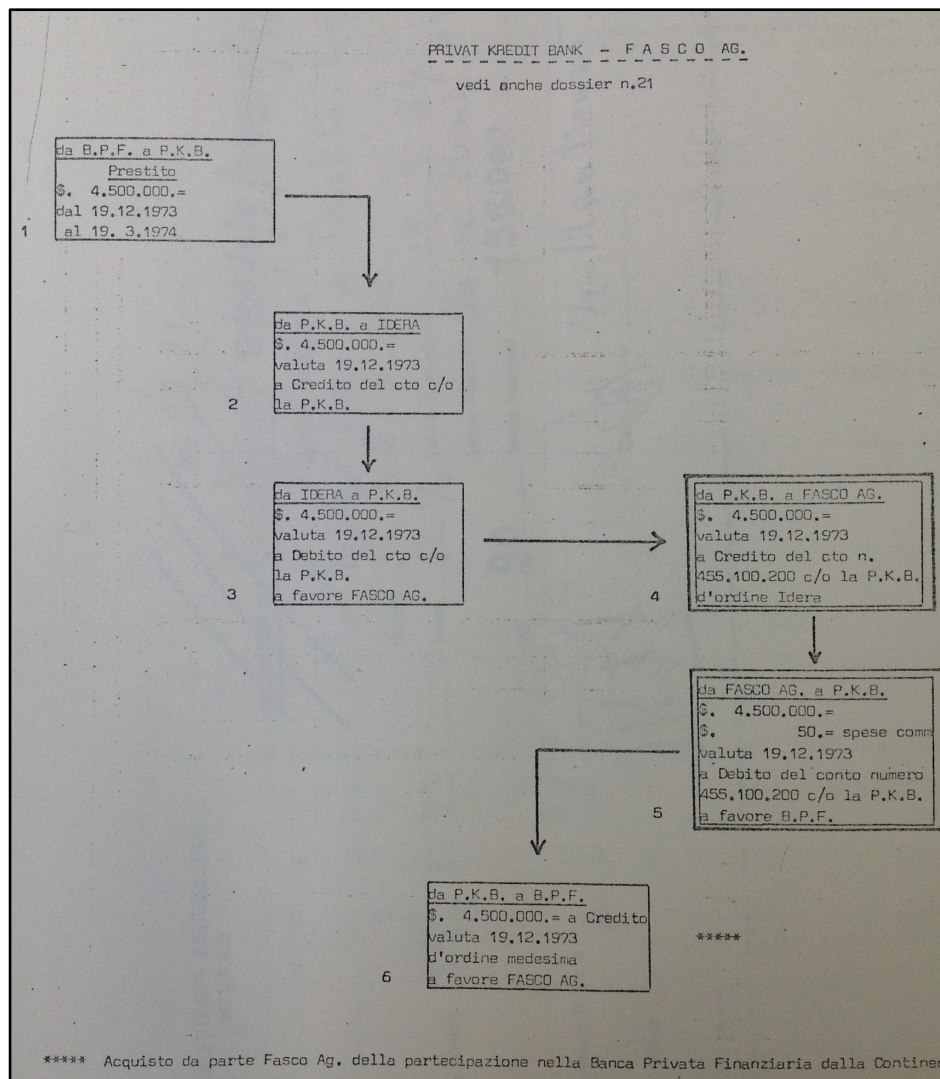 PRIVAT KREDIT BANK - F A S C O AG.
vedi anche dossier n.21
da B.P.F. a P.K.B.
Prestito
$. 4.500.000.=
dal 19.12.1973
al 19. 3.1974
1
da P.K.B. a IDERA
$. 4.500.000.=
valuta 19.12.1973
a Credito del cto c/o
la P.K.B.
2
da IDERA a P.K.B.
$. 4.500.000.=
valuta 19.12.1973
a Debito del cto c/o
la P.K.B.
a favore FASCO AG.
3
da P.K.B. a FASCO AG.
$. 4.500.000.=
valuta 19.12.1973
a Credito del cto n.
455.100.200 c/o la P.K.B.
d'ordine Idera
4
da FASCO AG. a P.K.B.
$. 4.500.000.=
$. 50.= spese comm
valuta 19.12.1973
a Debito del conto numero
455.100.200 c/o la P.K.B.
a favore B.P.F.
5
da P.K.B. a B.P.F.
$. 4.500.000.= a Credito
valuta 19.12.1973
d'ordine medesima
a favore FASCO AG.
6
*****
***** Acquisto da parte Fasco Ag. della partecipazione nella Banca Privata Finanziaria dalla Contine